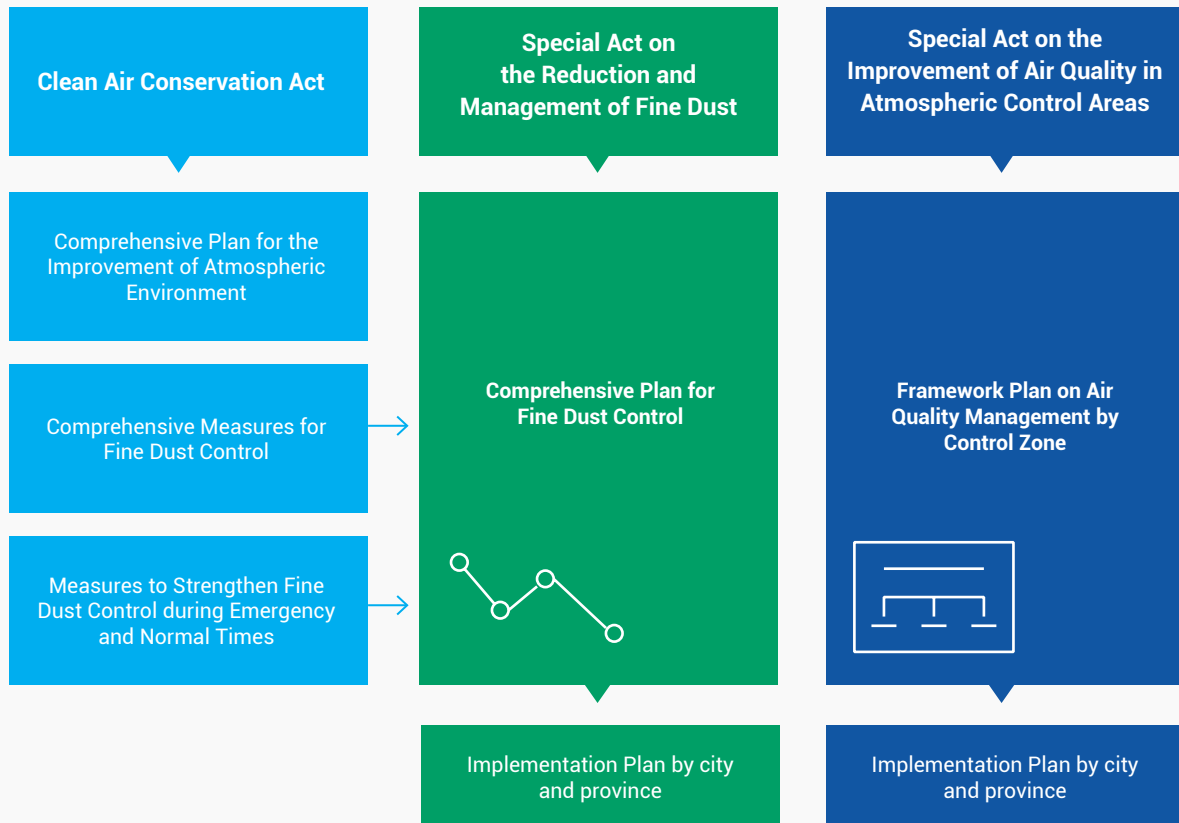 Clean Air Conservation Act
Special Act on
the Reduction and
Management of Fine Dust
Special Act on the
Improvement of Air Quality in
Atmospheric Control Areas
Comprehensive Plan for the
Improvement of Atmospheric
Environment
Comprehensive Measures for
Fine Dust Control
Measures to Strengthen Fine
Dust Control during Emergency
and Normal Times
Comprehensive Plan for
Fine Dust Control
Framework Plan on Air
Quality Management by
Control Zone
Implementation Plan by city
and province
Implementation Plan by city
and province